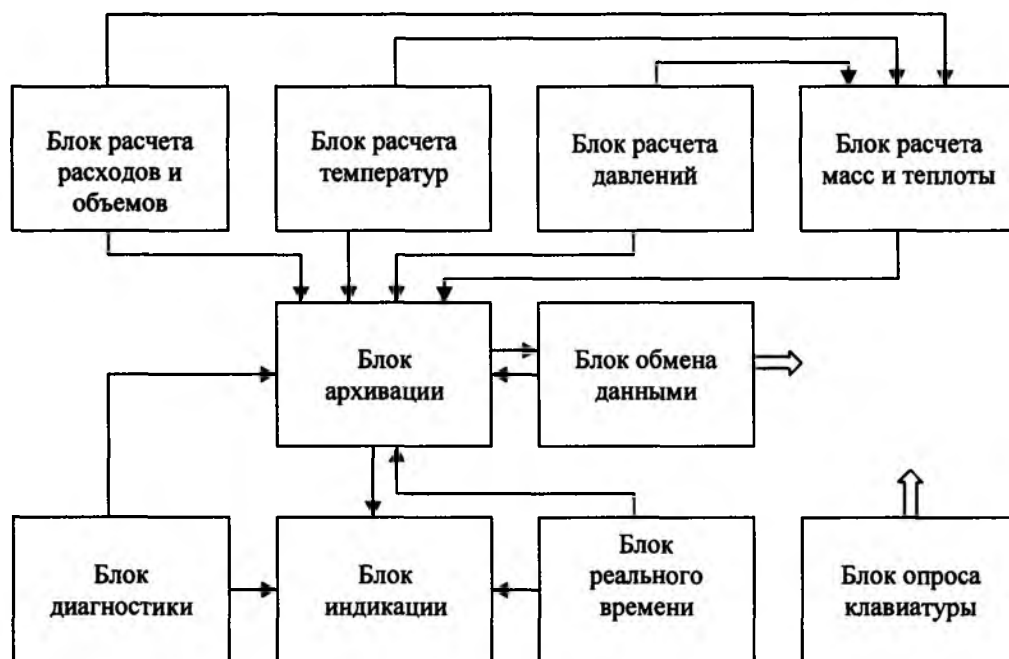 Блок расчета
расходов и
объемов
Блок расчета
температур
Блок расчета
давлений
Блок расчета
масс и теплоты
Блок
архивации
Блок обмена
данными
Блок
диагностики
Блок
индикации
Блок
реального
времени
Блок опроса
клавиатуры